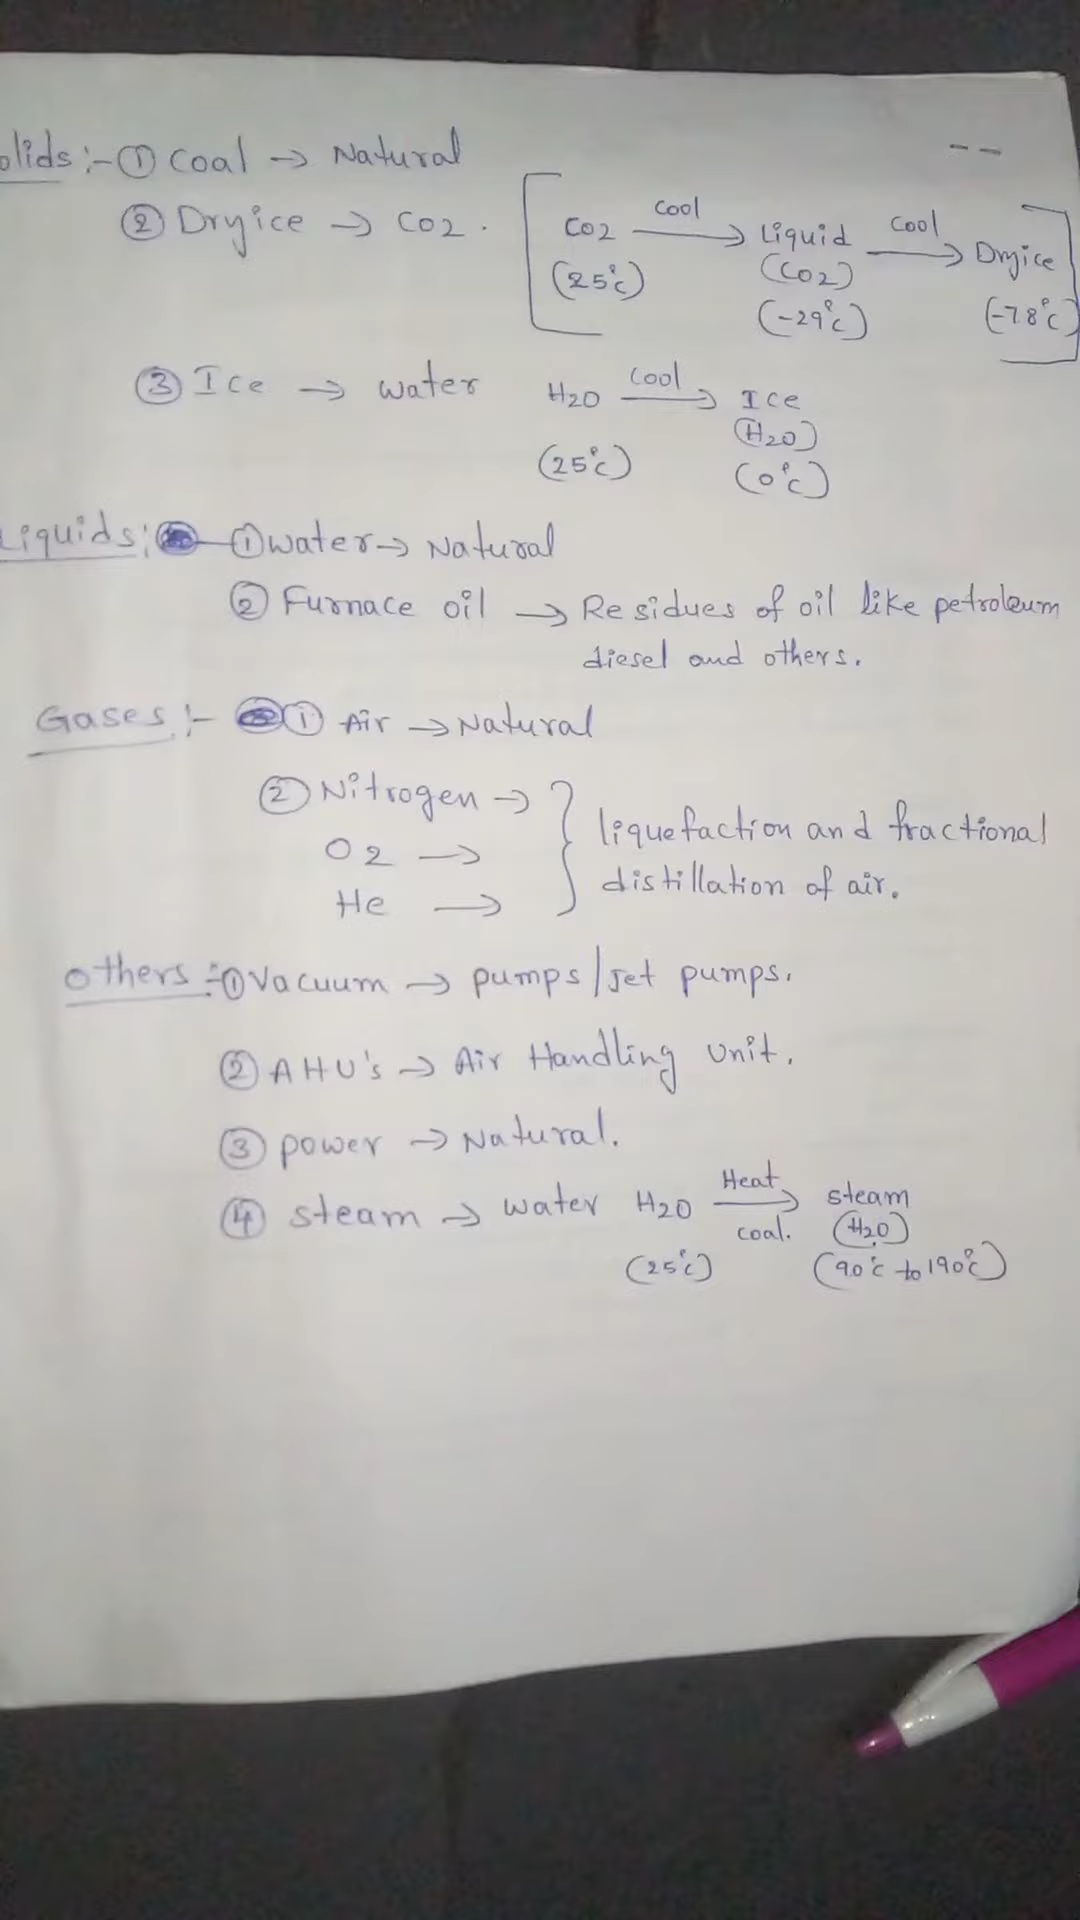 olids :- ① Coal → Natural
② Dryice → CO2. [CO2 cool → Liquid cool → Dryice
(25°C) (CO2) (-78°C)]
(-29°C)
③ Ice → water H2O cool → Ice
(H2O)
(25°C) (0°C)
Liquids: ① water → Natural
② Furnace oil → Residues of oil like petroleum
diesel and others.
Gases :- ① Air → Natural
② Nitrogen →
O2 → } liquefaction and fractional
He → distillation of air.
Others :- ① Vacuum → pumps/Jet pumps.
② AHU's → Air Handling Unit.
③ power → Natural.
④ steam → water H2O Heat → steam
coal. (H2O)
(25°C) (90°C to 190°C)